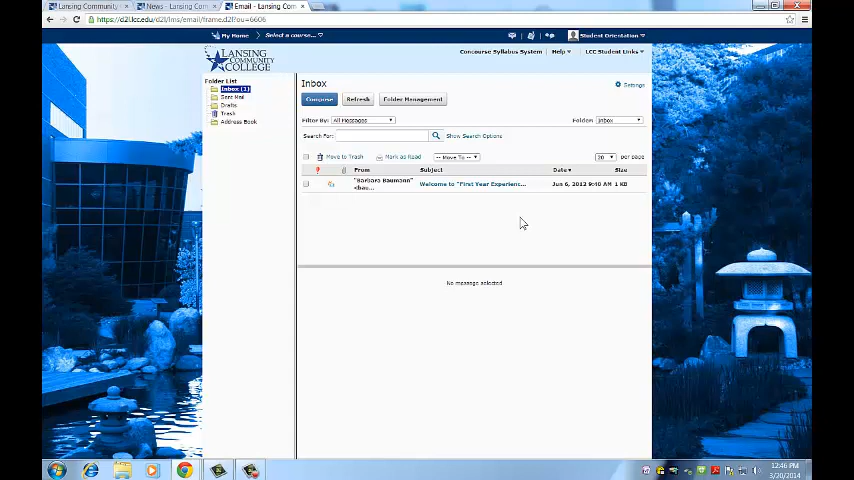 Lansing Community C
News - Lansing Com
Email - Lansing Com
https://d2l.lcc.edu/d2l/lms/email/frame.d2l?ou=6606
My Home
Select a course...
Student Orientation
LANSING
COMMUNITY
COLLEGE
Concourse Syllabus System
Help
LCC Student Links
Folder List
Inbox (1)
Sent Mail
Drafts
Trash
Address Book
Inbox
Settings
Compose
Refresh
Folder Management
Filter By: All Messages
Folder: Inbox
Search For:
Show Search Options
Move to Trash
Mark as Read
-- Move To --
20 per page
From
Subject
Date
Size
"Barbara Baumann"
<bau...
Welcome to "First Year Experienc...
Jun 6, 2012 9:40 AM
1 KB
No message selected
12:46 PM
3/20/2014